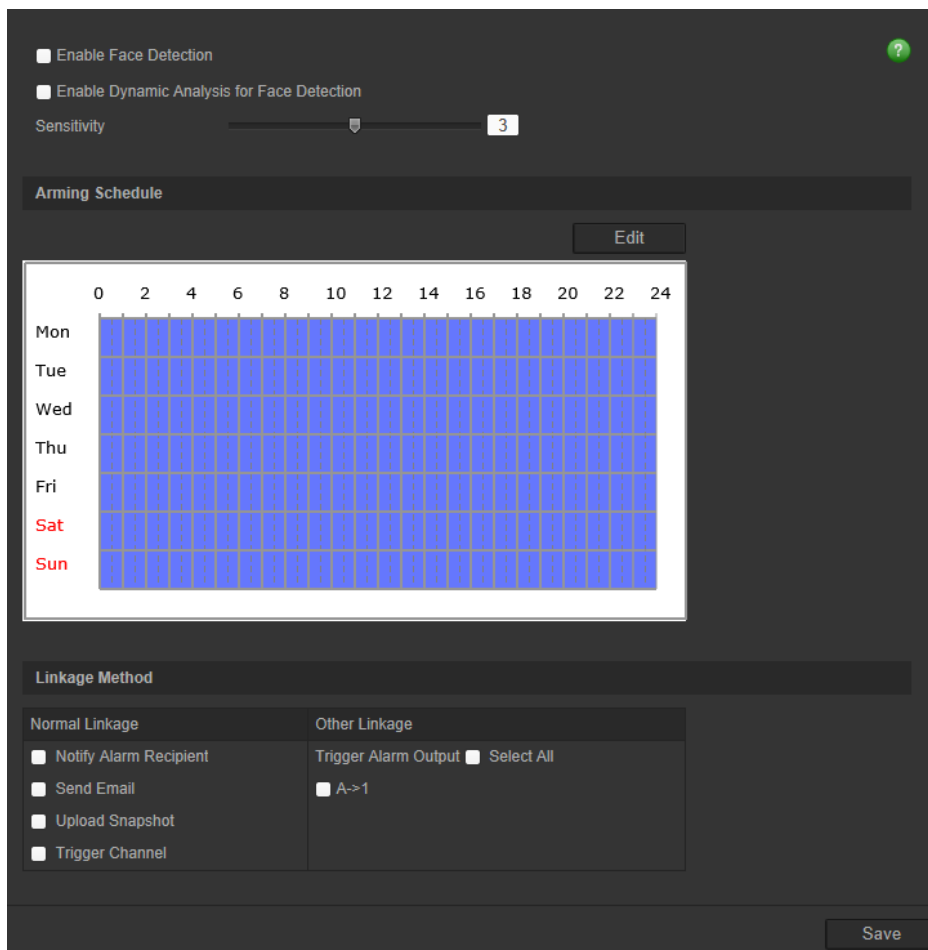 Enable Face Detection
?
Enable Dynamic Analysis for Face Detection
Sensitivity 3
Arming Schedule
Edit
0 2 4 6 8 10 12 14 16 18 20 22 24
Mon
Tue
Wed
Thu
Fri
Sat
Sun
Linkage Method
Normal Linkage Other Linkage
Notify Alarm Recipient Trigger Alarm Output Select All
Send Email A->1
Upload Snapshot
Trigger Channel
Save